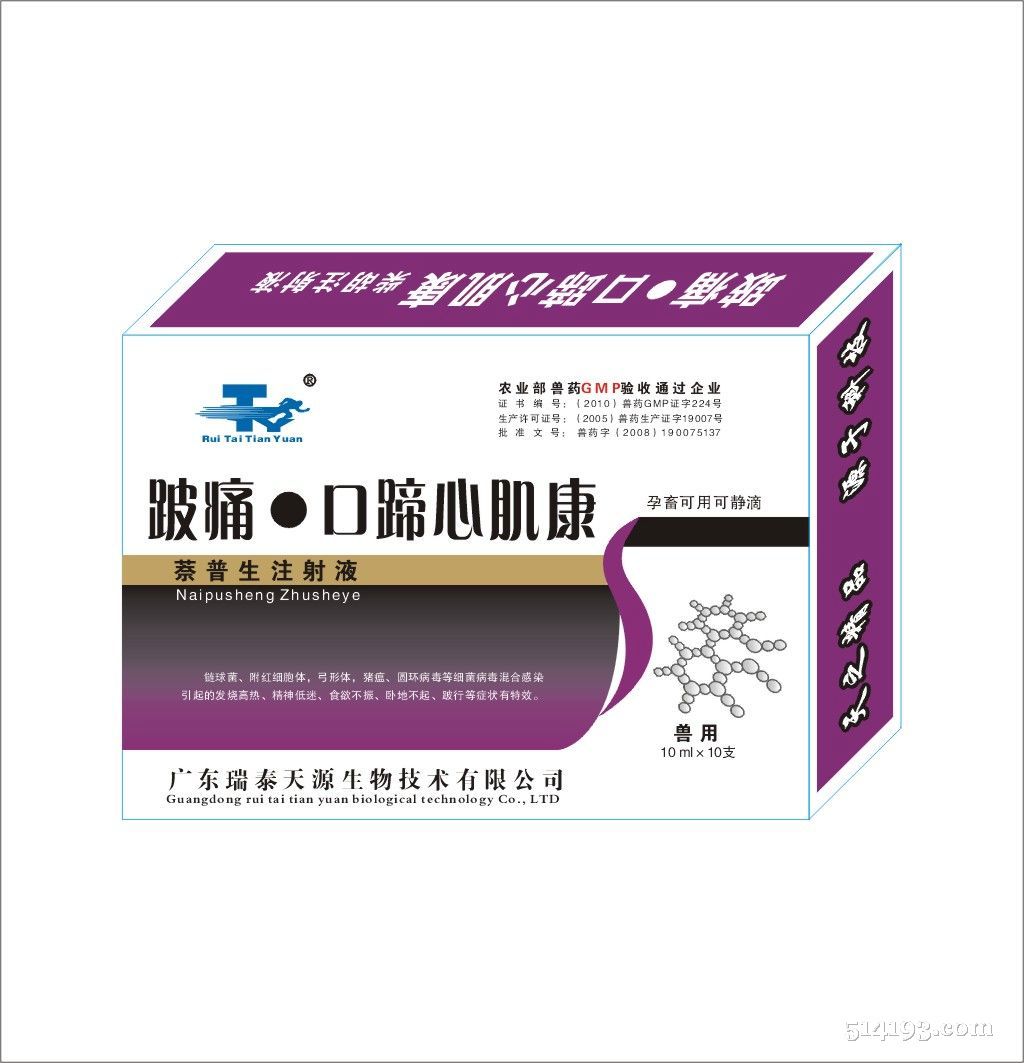 跛痛●口蹄心肌康 柴胡注射液
®
Rui Tai Tian Yuan
农业部兽药GMP验收通过企业
证书编号：（2010）兽药GMP证字224号
生产许可证号：（2005）兽药生产证字19007号
批准文号：兽药字（2008）190075137
跛痛●口蹄心肌康
孕畜可用可静滴
萘普生注射液
Naipusheng Zhusheye
链球菌、附红细胞体，弓形体，猪瘟、圆环病毒等细菌病毒混合感染
引起的发烧高热、精神低迷、食欲不振、卧地不起、跛行等症状有特效。
兽用
10 ml×10支
广东瑞泰天源生物技术有限公司
Guangdong rui tai tian yuan biological technology Co., LTD
514193.com